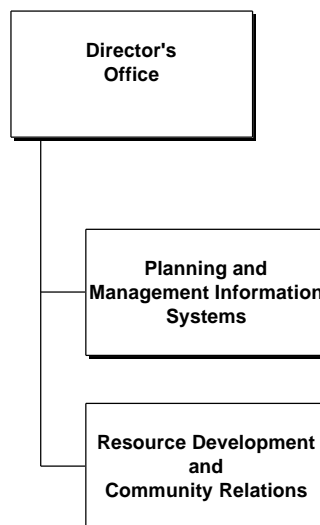 Director's
Office
Planning and
Management Information
Systems
Resource Development
and
Community Relations